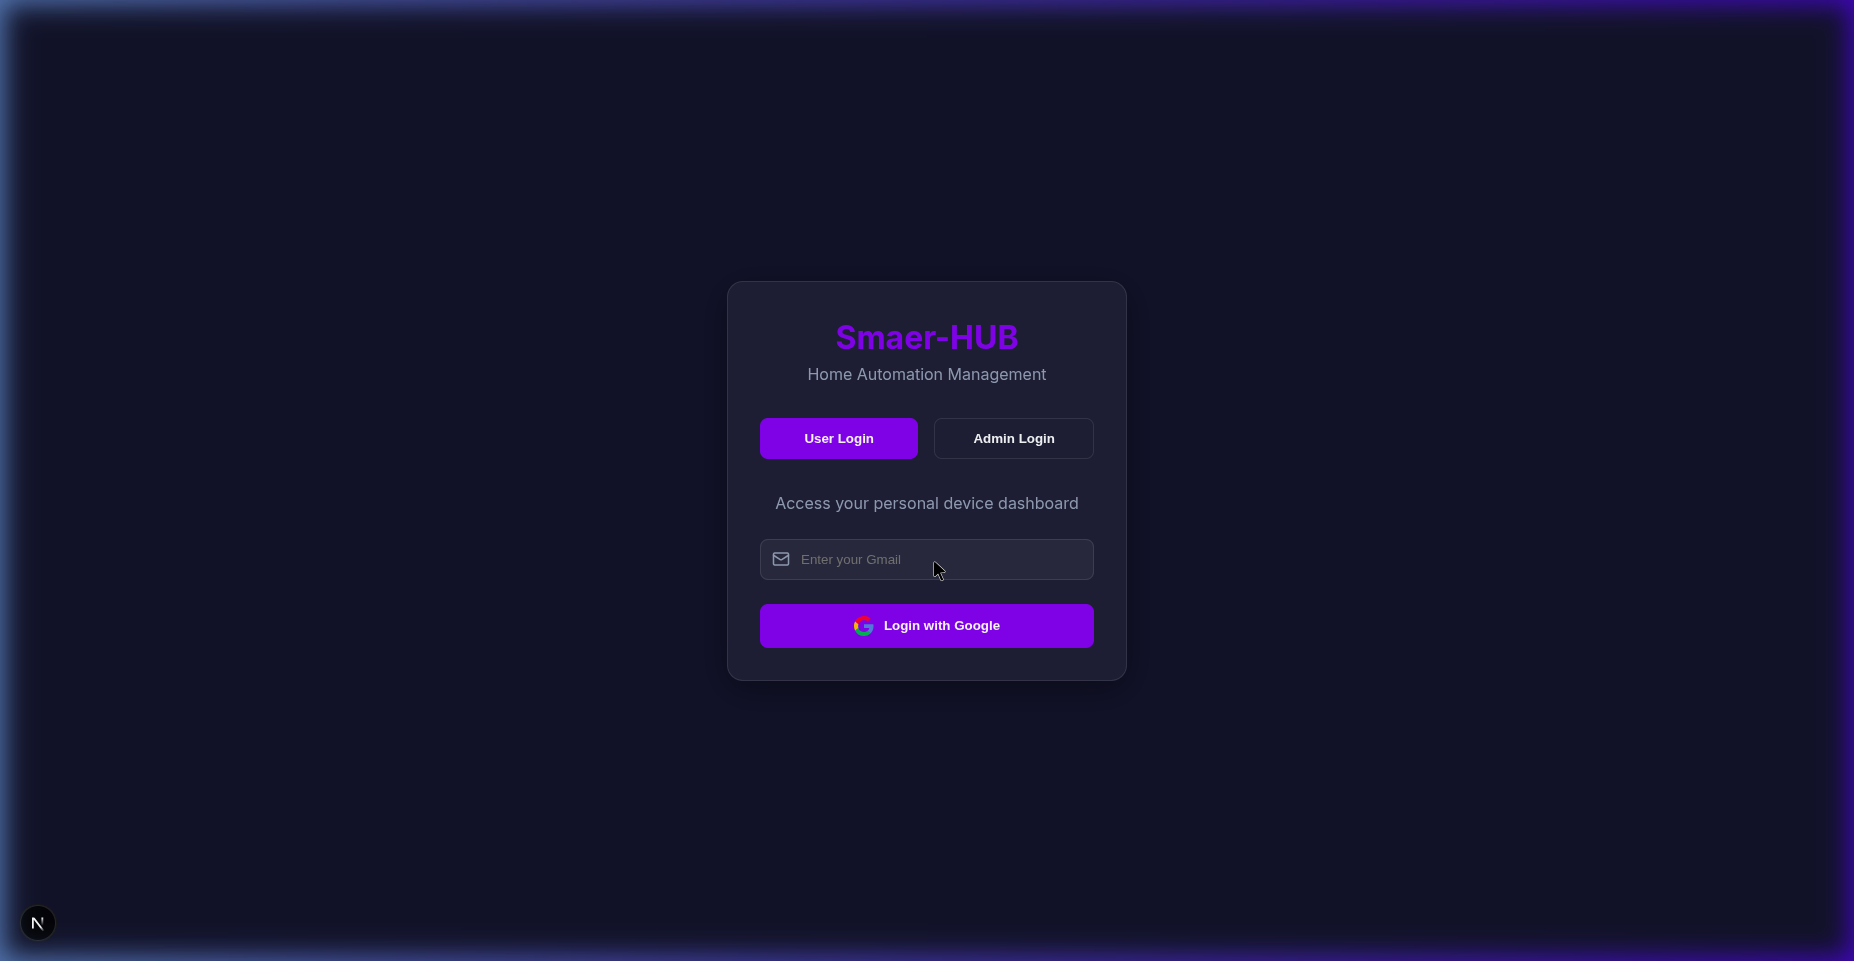 Smaer-HUB
Home Automation Management
User Login
Admin Login
Access your personal device dashboard
Enter your Gmail
Login with Google
N